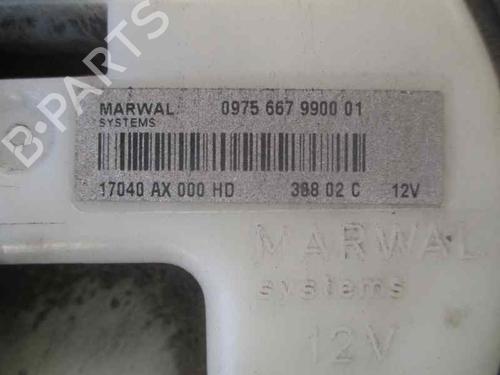 B-PARTS
MARWAL 0975 667 9900 01
SYSTEMS
17040 AX 000 HD 388 02 C 12V
MARWAL
systems
12V